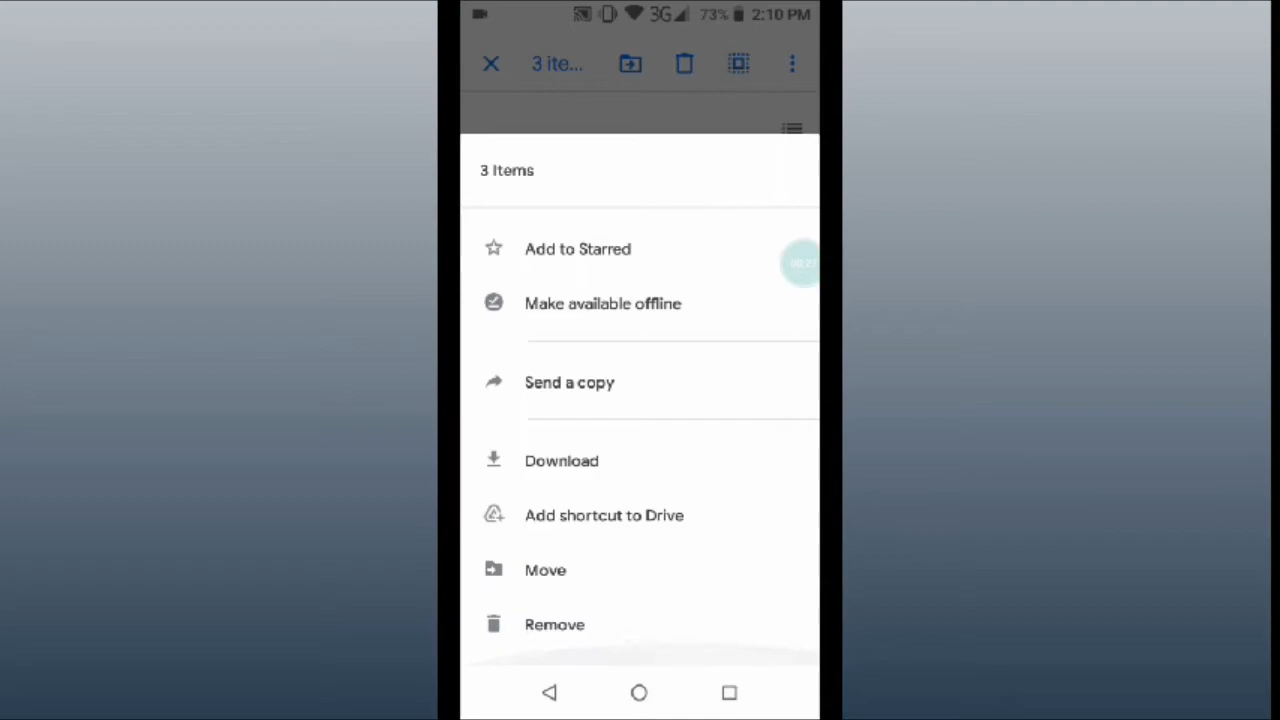 3G 73% 2:10 PM
3 ite...
3 Items
Add to Starred
Make available offline
Send a copy
Download
Add shortcut to Drive
Move
Remove